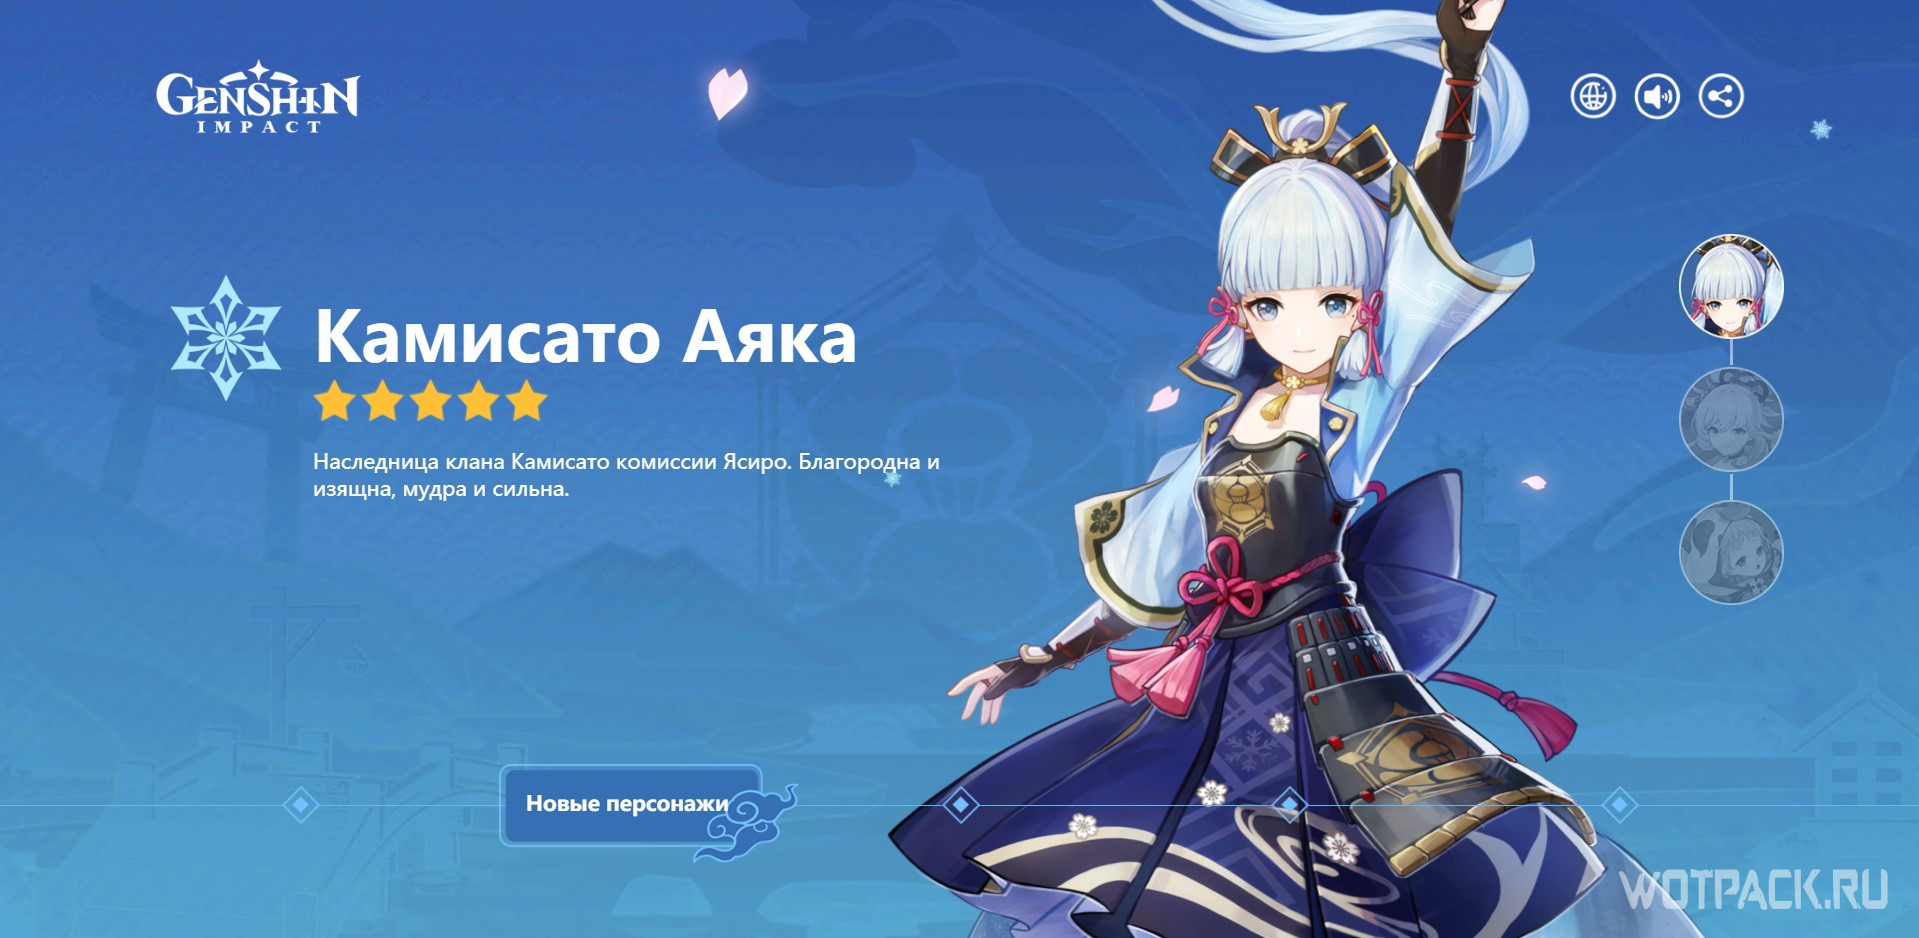 GENSHIN
IMPACT
Камисато Аяка
Наследница клана Камисато комиссии Ясиро. Благородна и
изящна, мудра и сильна.
Новые персонажи
WOTPACK.RU